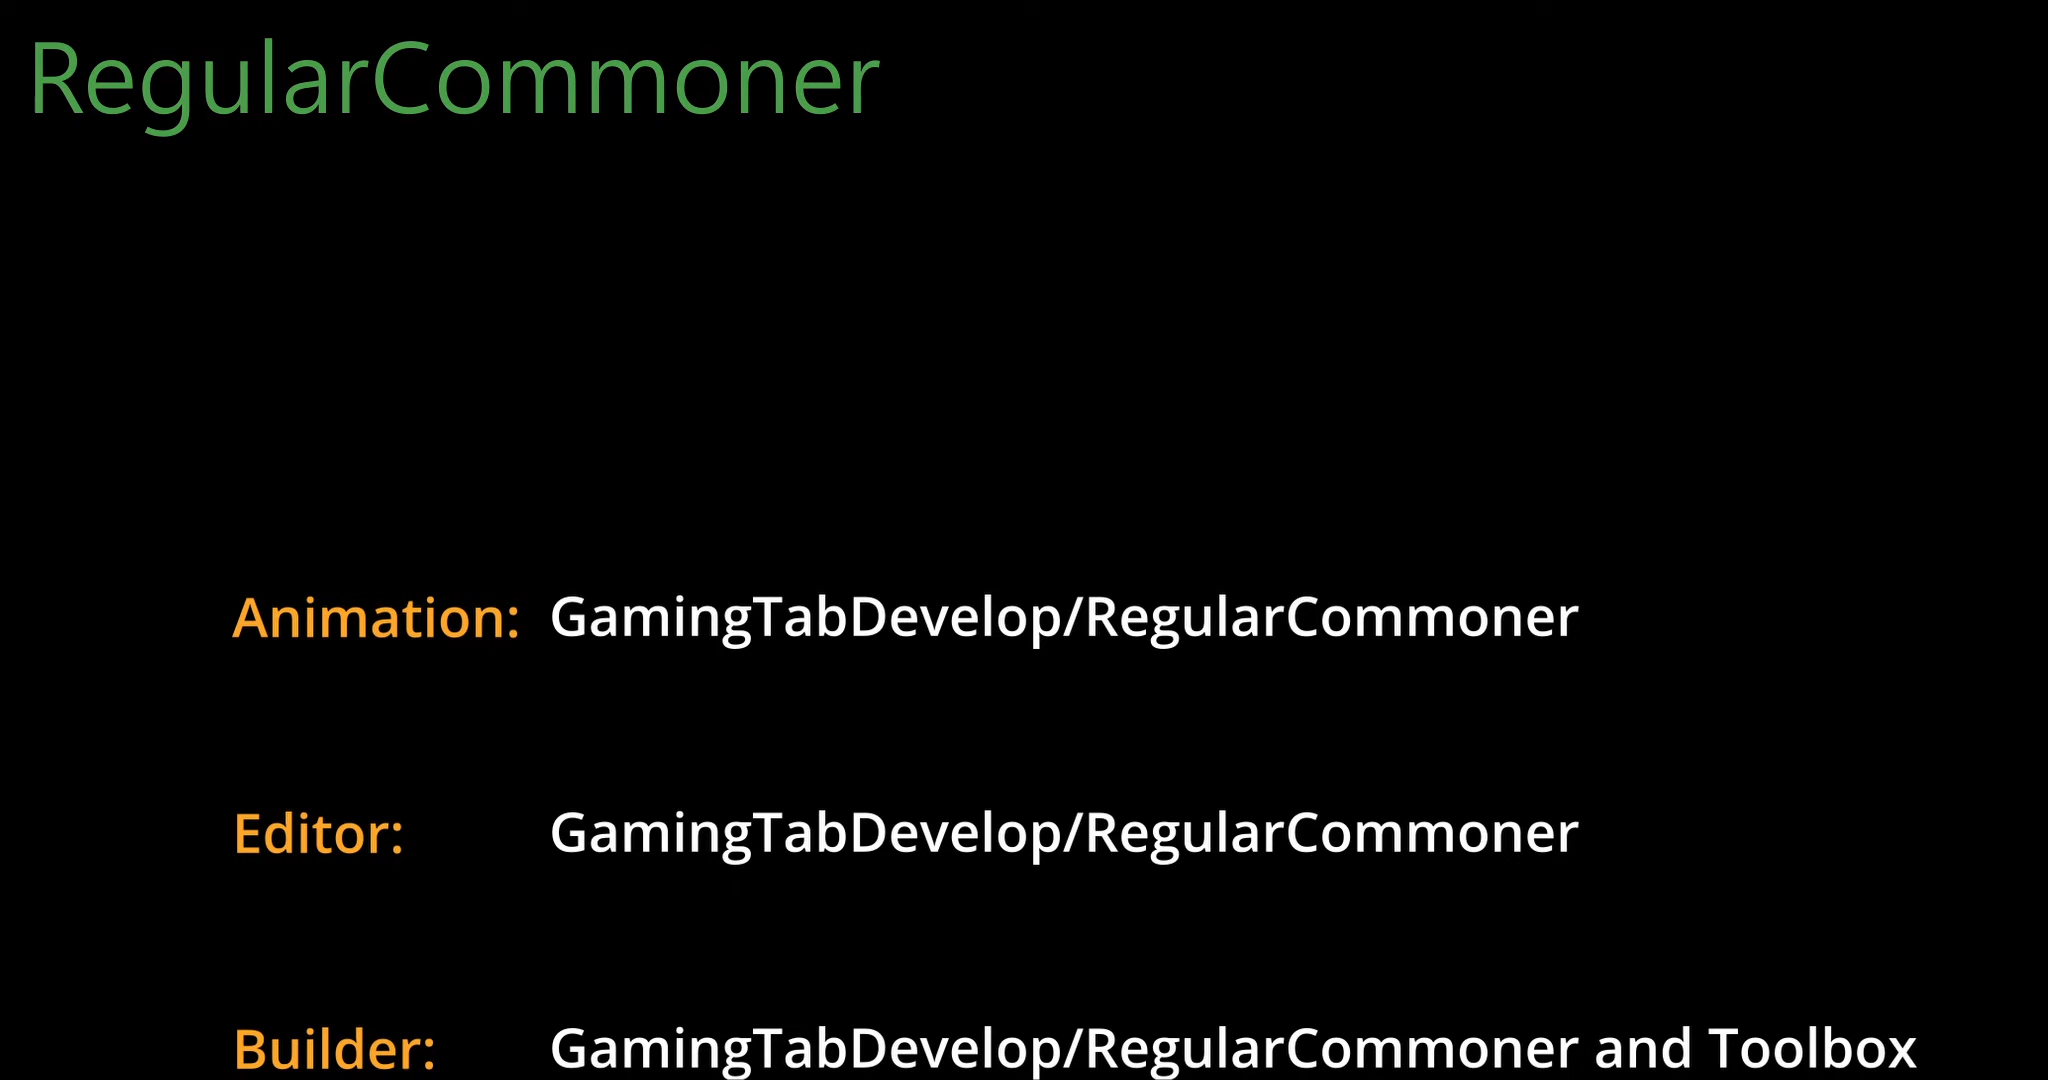 RegularCommoner
Animation: GamingTabDevelop/RegularCommoner
Editor: GamingTabDevelop/RegularCommoner
Builder: GamingTabDevelop/RegularCommoner and Toolbox